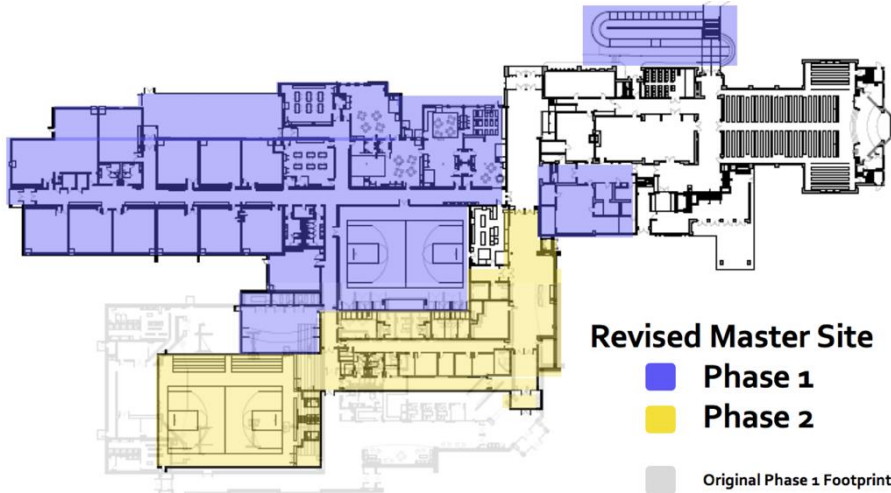 Revised Master Site
Phase 1
Phase 2
Original Phase 1 Footprint